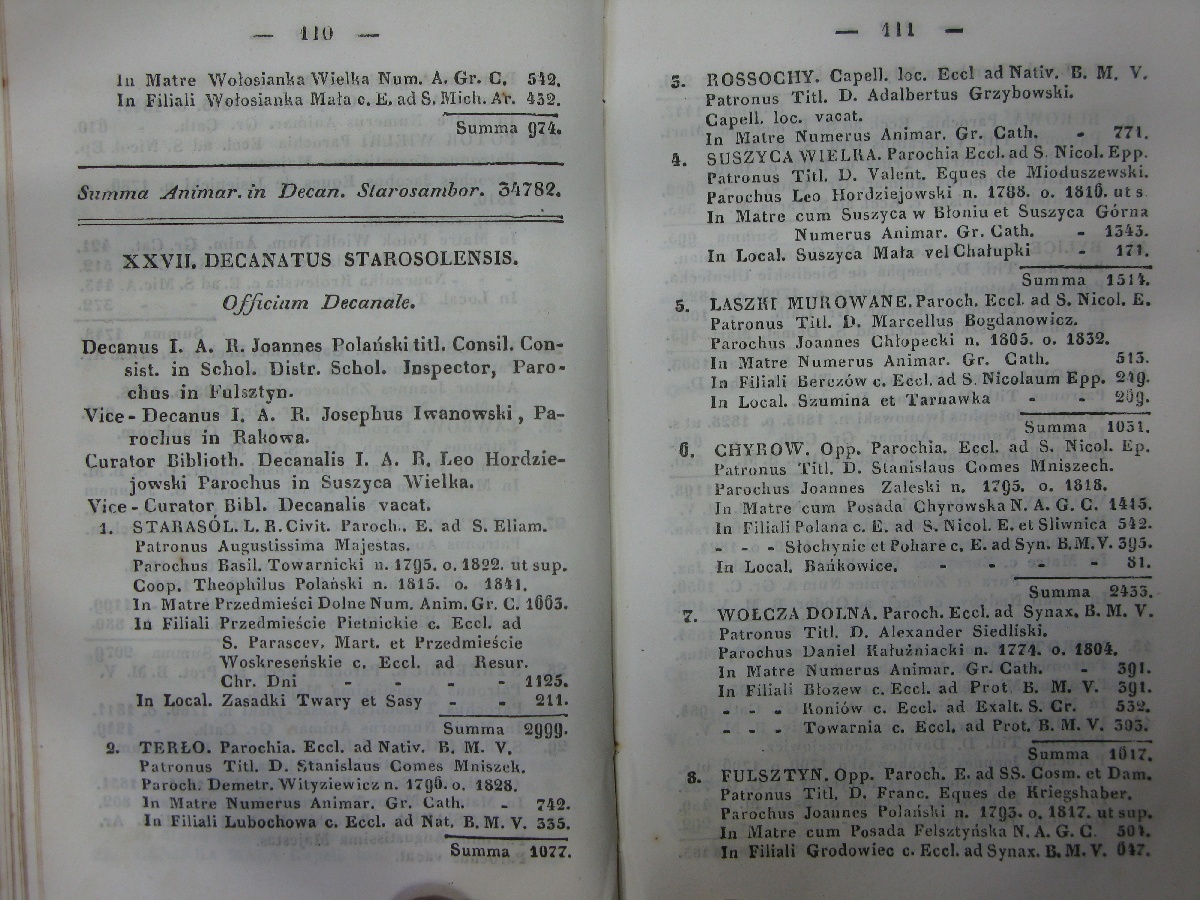 — 110 —
In Matre Wołosianka Wielka Num. A. Gr. C. 542.
In Filiali Wołosianka Mała c. E. ad S. Mich. Ar. 432.
Summa 974.
Summa Animar. in Decan. Starosambor. 34782.
XXVII. DECANATUS STAROSOLENSIS.
Officium Decanale.
Decanus I. A. R. Joannes Polański titl. Consil. Con-
sist. in Schol. Distr. Schol. Inspector, Paro-
chus in Fulsztyn.
Vice - Decanus I. A. R. Josephus Iwanowski, Pa-
rochus in Rakowa.
Curator Biblioth. Decanalis I. A. R. Leo Hordzie-
jowski Parochus in Suszyca Wielka.
Vice - Curator Bibl. Decanalis vacat.
1. STARASÓL. L. R. Civit. Paroch. E. ad S. Eliam.
Patronus Augustissima Majestas.
Parochus Basil. Towarnicki n. 1795. o. 1822. ut sup.
Coop. Theophilus Polański n. 1815. o. 1841.
In Matre Przedmieści Dolne Num. Anim. Gr. C. 1663.
In Filiali Przedmieście Pietnickie c. Eccl. ad
S. Parascev. Mart. et Przedmieście
Woskreseńskie c. Eccl. ad Resur.
Chr. Dni - - - - 1125.
In Local. Zasadki Twary et Sasy - - 211.
Summa 2999.
2. TERŁO. Parochia. Eccl. ad Nativ. B. M. V.
Patronus Titl. D. Stanislaus Comes Mniszek.
Paroch. Demetr. Wityziewicz n. 1796. o. 1828.
In Matre Numerus Animar. Gr. Cath. - 742.
In Filiali Lubochowa c. Eccl. ad Nat. B. M. V. 335.
Summa 1077.
— 111 —
3. ROSSOCHY. Capell. loc. Eccl ad Nativ. B. M. V.
Patronus Titl. D. Adalbertus Grzybowski.
Capell. loc. vacat.
In Matre Numerus Animar. Gr. Cath. - 771.
4. SUSZYCA WIELKA. Parochia Eccl. ad S. Nicol. Epp.
Patronus Titl. D. Valent. Eques de Mioduszewski.
Parochus Leo Hordziejowski n. 1788. o. 1816. ut s
In Matre cum Suszyca w Błoniu et Suszyca Górna
Numerus Animar. Gr. Cath. - 1343.
In Local. Suszyca Mała vel Chałupki - 171.
Summa 1514.
5. LASZKI MUROWANE. Paroch. Eccl. ad S. Nicol. E.
Patronus Titl. D. Marcellus Bogdanowicz.
Parochus Joannes Chłopecki n. 1805. o. 1832.
In Matre Numerus Animar. Gr. Cath. 513.
In Filiali Berczów c. Eccl. ad S. Nicolaum Epp. 249.
In Local. Szumina et Tarnawka - - 269.
Summa 1031.
6. CHYROW. Opp. Parochia. Eccl. ad S. Nicol. Ep.
Patronus Titl. D. Stanislaus Comes Mniszech.
Parochus Joannes Zaleski n. 1795. o. 1818.
In Matre cum Posada Chyrowska N. A. G. C. 1415.
In Filiali Polana c. E. ad S. Nicol. E. et Sliwnica 542.
- - - Słochynie et Pohare c. E. ad Syn. B. M. V. 395.
In Local. Bańkowice. - - - - - 81.
Summa 2433.
7. WOŁCZA DOLNA. Paroch. Eccl. ad Synax. B. M. V.
Patronus Titl. D. Alexander Siedliski.
Parochus Daniel Kałużniacki n. 1774. o. 1804.
In Matre Numerus Animar. Gr. Cath. - 391.
In Filiali Błozew c. Eccl. ad Prot. B. M. V. 391.
- - - Koniów c. Eccl. ad Exalt. S. Cr. 532.
- - - Towarnia c. Eccl. ad Prot. B. M. V. 303.
Summa 1617.
8. FULSZTYN. Opp. Paroch. E. ad SS. Cosm. et Dam.
Patronus Titl. D. Franc. Eques de Kriegshaber.
Parochus Joannes Polański n. 1793. o. 1817. ut sup.
In Matre cum Posada Felsztyńska N. A. G. C. 501.
In Filiali Grodowiec c. Eccl. ad Synax. B. M. V. 647.